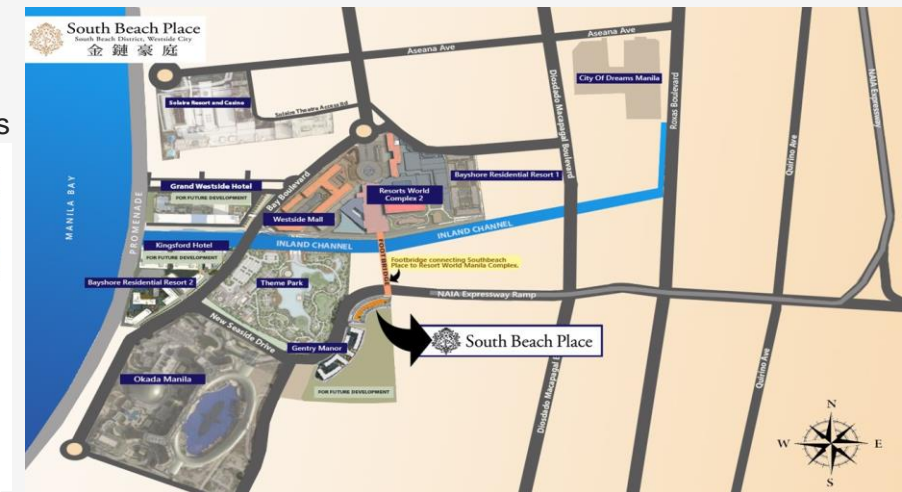 South Beach Place
South Beach District, Westside City
金鏈豪庭
s
Aseana Ave
Aseana Ave
City Of Dreams Manila
Solaire Resort and Casino
Solaire Theatre Access Rd
Diosdado Macapagal Boulevard
Roxas Boulevard
NAIA Expressway
Quirino Ave
MANILA BAY
PROMENADE
Grand Westside Hotel
FOR FUTURE DEVELOPMENT
Bay Boulevard
Westside Mall
Resorts World
Complex 2
Bayshore Residential Resort 1
INLAND CHANNEL
INLAND CHANNEL
Kingsford Hotel
FOR FUTURE DEVELOPMENT
Bayshore Residential Resort 2
Theme Park
FOOTBRIDGE
Footbridge connecting Southbeach
Place to Resort World Manila Complex.
NAIA Expressway Ramp
New Seaside Drive
Gentry Manor
South Beach Place
Okada Manila
FOR FUTURE DEVELOPMENT
Quirino Ave
N
W
E
S